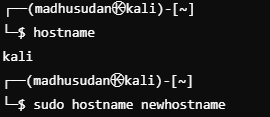 ┌──(madhusudan㉿kali)-[~]
└─$ hostname
kali
┌──(madhusudan㉿kali)-[~]
└─$ sudo hostname newhostname